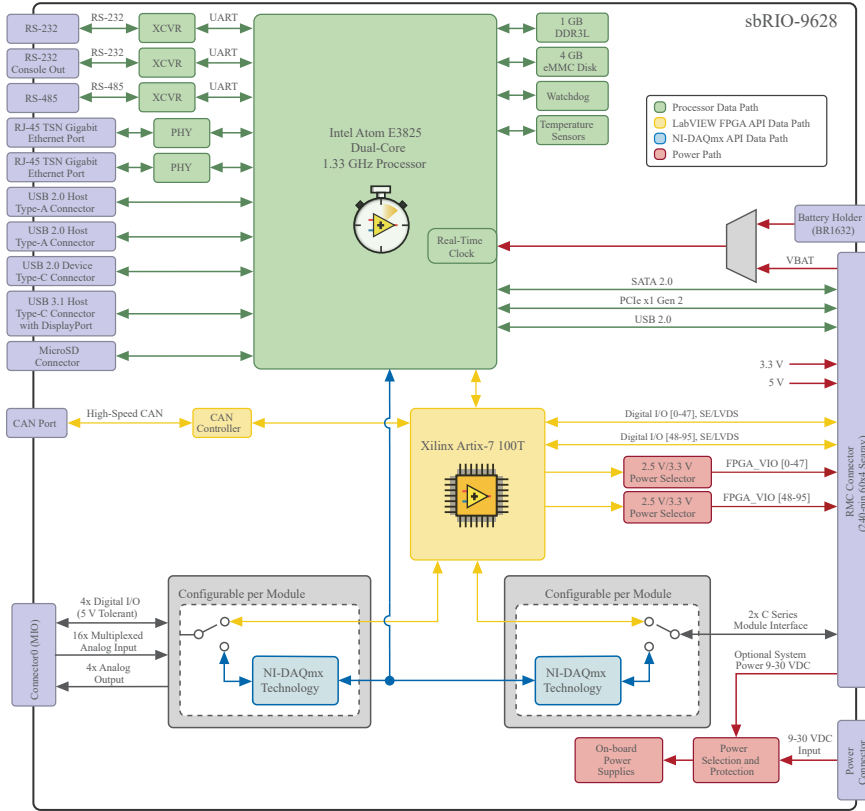 sbRIO-9628
RS-232
RS-232
XCVR
UART
RS-232
Console Out
RS-232
XCVR
UART
RS-485
RS-485
XCVR
UART
RJ-45 TSN Gigabit
Ethernet Port
PHY
RJ-45 TSN Gigabit
Ethernet Port
PHY
USB 2.0 Host
Type-A Connector
USB 2.0 Host
Type-A Connector
USB 2.0 Device
Type-C Connector
USB 3.1 Host
Type-C Connector
with DisplayPort
MicroSD
Connector
Intel Atom E3825
Dual-Core
1.33 GHz Processor
Real-Time
Clock
1 GB
DDR3L
4 GB
eMMC Disk
Watchdog
Temperature
Sensors
Processor Data Path
LabVIEW FPGA API Data Path
NI-DAQmx API Data Path
Power Path
Battery Holder
(BR1632)
VBAT
SATA 2.0
PCIe x1 Gen 2
USB 2.0
3.3 V
5 V
CAN Port
High-Speed CAN
CAN
Controller
Xilinx Artix-7 100T
Digital I/O [0-47], SE/LVDS
Digital I/O [48-95], SE/LVDS
2.5 V/3.3 V
Power Selector
FPGA_VIO [0-47]
2.5 V/3.3 V
Power Selector
FPGA_VIO [48-95]
RMC Connector
(240-pin 60x4 Searay)
Connector0 (MIO)
4x Digital I/O
(5 V Tolerant)
16x Multiplexed
Analog Input
4x Analog
Output
Configurable per Module
NI-DAQmx
Technology
Configurable per Module
NI-DAQmx
Technology
2x C Series
Module Interface
Optional System
Power 9-30 VDC
9-30 VDC
Input
Power
Connector
Power
Selection and
Protection
On-board
Power
Supplies